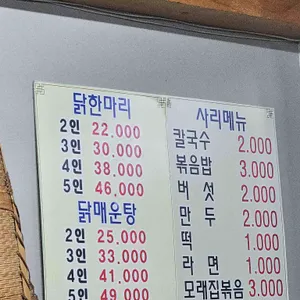 닭한마리
2인 22.000
3인 30.000
4인 38.000
5인 46.000
닭매운탕
2인 25.000
3인 33.000
4인 41.000
5인 49.000
사리메뉴
칼국수 2.000
볶음밥 3.000
버섯 2.000
만두 2.000
떡 1.000
라면 1.000
모래집볶음 3.000